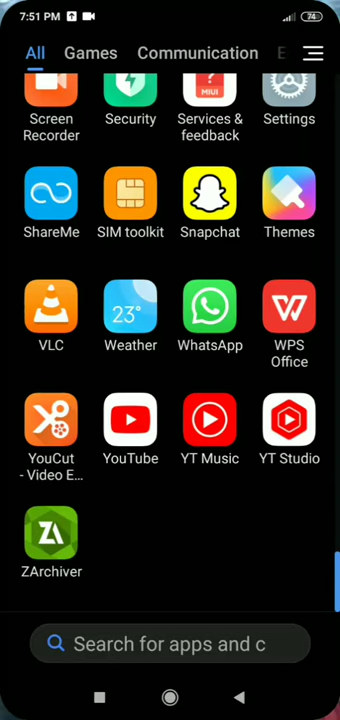 7:51 PM
74
All Games Communication E
Screen Recorder
Security
Services & feedback
MIUI
Settings
ShareMe
SIM toolkit
Snapchat
Themes
23°
VLC
Weather
WhatsApp
WPS Office
YouCut - Video E...
YouTube
YT Music
YT Studio
ZA
ZArchiver
Search for apps and c